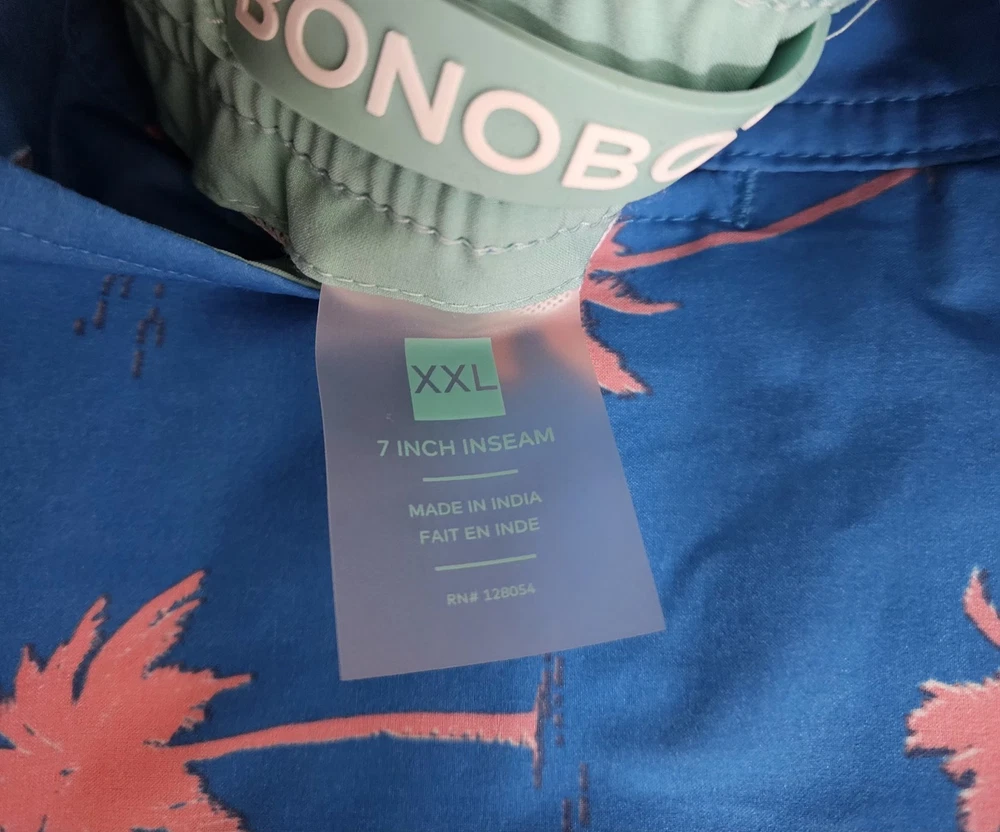 BONOBO
XXL
7 INCH INSEAM
MADE IN INDIA
FAIT EN INDE
RN# 128054